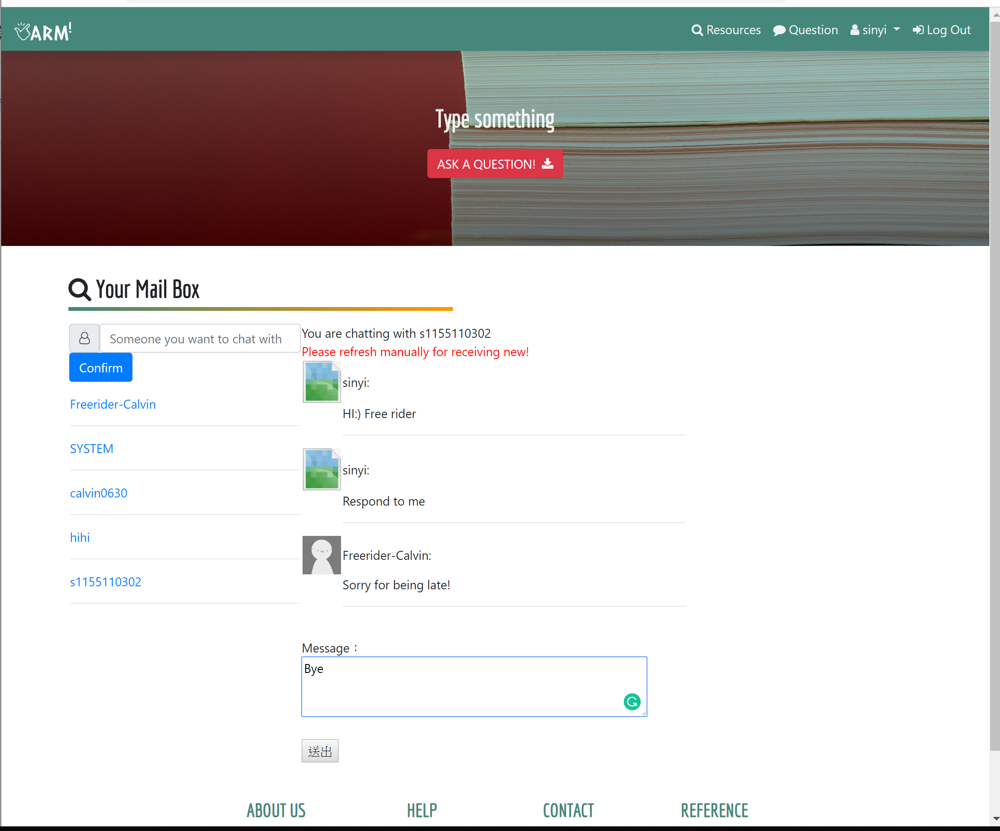 ARM!
Resources Question sinyi Log Out
Type something
ASK A QUESTION!
Your Mail Box
Someone you want to chat with
Confirm
Freerider-Calvin
SYSTEM
calvin0630
hihi
s1155110302
You are chatting with s1155110302
Please refresh manually for receiving new!
sinyi:
HI:) Free rider
sinyi:
Respond to me
Freerider-Calvin:
Sorry for being late!
Message：
Bye
送出
ABOUT US HELP CONTACT REFERENCE